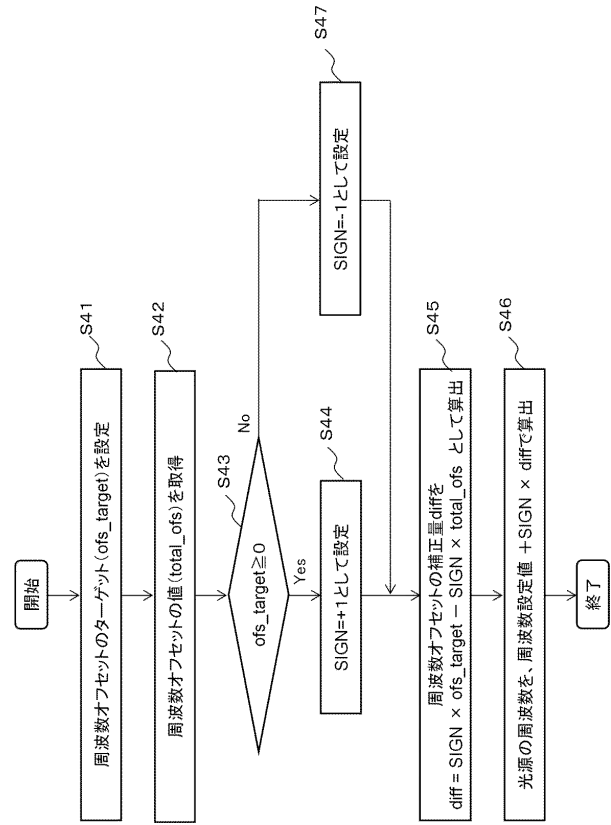 開始
S41
周波数オフセットのターゲット(ofs_target)を設定
S42
周波数オフセットの値(total_ofs)を取得
S43
ofs_target≧0
No
Yes
S44
SIGN=+1として設定
S47
SIGN=-1として設定
S45
周波数オフセットの補正量diffを
diff = SIGN × ofs_target － SIGN × total_ofs として算出
S46
光源の周波数を、周波数設定値 +SIGN × diffで算出
終了